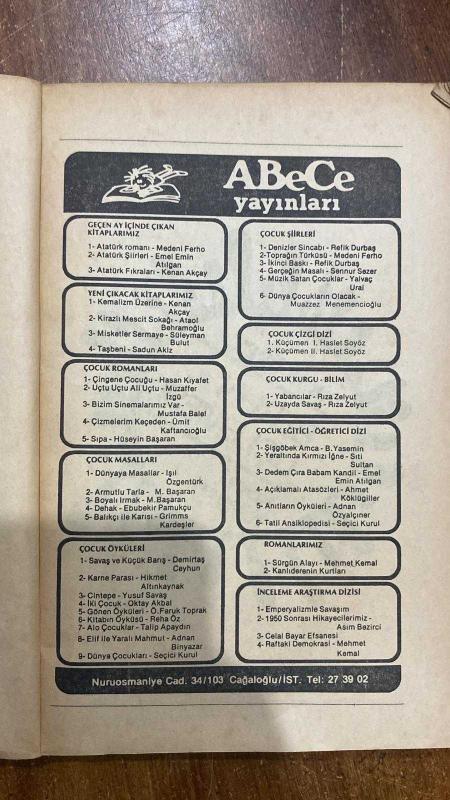 ABeCe
yayınları
GEÇEN AY İÇİNDE ÇIKAN
KİTAPLARIMIZ
1- Atatürk romanı - Medeni Ferho
2- Atatürk Şiirleri - Emel Emin
Atılgan
3- Atatürk Fıkraları - Kenan Akçay
YENİ ÇIKACAK KİTAPLARIMIZ
1- Kemalizm Üzerine - Kenan
Akçay
2- Kirazlı Mescit Sokağı - Ataol
Behramoğlu
3- Misketler Sermaye - Süleyman
Bulut
4- Taşbeni - Sadun Akiz
ÇOCUK ROMANLARI
1- Çingene Çocuğu - Hasan Kıyafet
2- Uçtu Uçtu Ali Uçtu - Muzaffer
İzgü
3- Bizim Sinemalarımız Var -
Mustafa Balel
4- Çizmelerim Keçeden - Ümit
Kaftancıoğlu
5- Sıpa - Hüseyin Başaran
ÇOCUK MASALLARI
1- Dünyaya Masallar - Işıl
Özgentürk
2- Armutlu Tarla - M. Başaran
3- Boyalı Irmak - M.Başaran
4- Dehak - Ebubekir Pamukçu
5- Balıkçı ile Karısı - Grimms
Kardeşler
ÇOCUK ÖYKÜLERİ
1- Savaş ve Küçük Barış - Demirtaş
Ceyhun
2- Karne Parası - Hikmet
Altınkaynak
3- Cintepe - Yusuf Savaş
4- İki Çocuk - Oktay Akbal
5- Gönen Öyküleri - Ö.Faruk Toprak
6- Kitabın Öyküsü - Reha Öz
7- Alo Çocuklar - Talip Apaydın
8- Elif ile Yaralı Mahmut - Adnan
Binyazar
9- Dünya Çocukları - Seçici Kurul
ÇOCUK ŞİİRLERİ
1- Denizler Sincabı - Refik Durbaş
2-Toprağın Türküsü - Medeni Ferho
3- İkinci Baskı - Refik Durbaş
4- Gerçeğin Masalı - Sennur Sezer
5- Müzik Satan Çocuklar - Yalvaç
Ural
6- Dünya Çocukların Olacak -
Muazzez Menemencioğlu
ÇOCUK ÇİZGİ DİZİ
1. Küçümen I. Haslet Soyöz
2- Küçümen II. Haslet Soyöz
ÇOCUK KURGU - BİLİM
1- Yabancılar - Rıza Zelyut
2- Uzayda Savaş - Rıza Zelyut
ÇOCUK EĞİTİCİ - ÖĞRETİCİ DİZİ
1- Şişgöbek Amca - B.Yasemin
2- Yeraltında Kırmızı İğne - Sıtı
Sultan
3- Dedem Çıra Babam Kandil - Emel
Emin Atılgan
4- Açıklamalı Atasözleri - Ahmet
Köklügiller
5- Anıtların Öyküleri - Adnan
Özyalçıner
6- Tatil Ansiklopedisi - Seçici Kurul
ROMANLARIMIZ
1- Sürgün Alayı - Mehmet Kemal
2- Kanlıderenin Kurtları
İNCELEME ARAŞTIRMA DİZİSİ
1- Emperyalizmle Savaşım
2- 1950 Sonrası Hikayecilerimiz -
Asım Bezirci
3- Celal Bayar Efsanesi
4- Raftaki Demokrasi - Mehmet
Kemal
Nuruosmaniye Cad. 34/103 Cağaloğlu/İST. Tel: 27 39 02